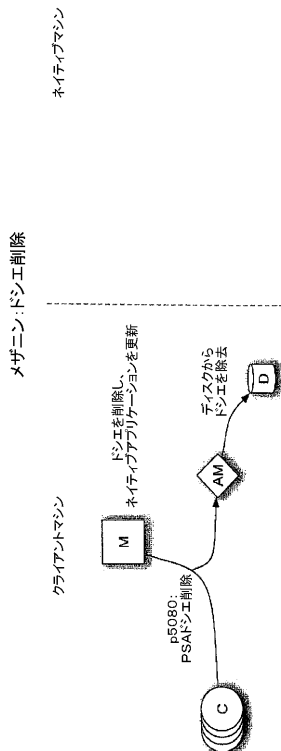 メザニン:ドシエ削除
クライアントマシン
ネイティブマシン
M
ドシエを削除し、
ネイティブアプリケーションを更新
p5080:
PSAドシエ削除
AM
ディスクから
ドシエを除去
C
D